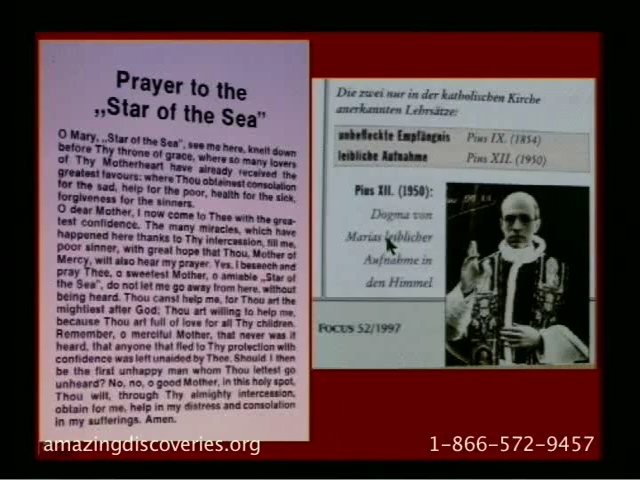 Prayer to the
„Star of the Sea”
O Mary, „Star of the Sea”, see me here, knelt down
before Thy throne of grace, where so many lovers
of Thy Motherheart have already received the
greatest favours: where Thou obtainest consolation
for the sad, help for the poor, health for the sick,
forgiveness for the sinners.
O dear Mother, I now come to Thee with the grea-
test confidence. The many miracles, which have
happened here thanks to Thy intercession, fill me,
poor sinner, with great hope that Thou, Mother of
Mercy, will also hear my prayer. Yes, I beseech and
pray Thee, o sweetest Mother, o amiable „Star of
the Sea”, do not let me go away from here, without
being heard. Thou canst help me, for Thou art the
mightiest after God; Thou art willing to help me,
because Thou art full of love for all Thy children.
Remember, o merciful Mother, that never was it
heard, that anyone that fled to Thy protection with
confidence was left unaided by Thee. Should I then
be the first unhappy man whom Thou lettest go
unheard? No, no, o good Mother, in this holy spot,
Thou wilt, through Thy almighty intercession,
obtain for me, help in my distress and consolation
in my sufferings. Amen.
Die zwei nur in der katholischen Kirche
anerkannten Lehrsätze:
unbefleckte Empfängnis Pius IX. (1854)
leibliche Aufnahme Pius XII. (1950)
Pius XII. (1950):
Dogma von
Marias leiblicher
Aufnahme in
den Himmel
FOCUS 52/1997
amazingdiscoveries.org 1-866-572-9457